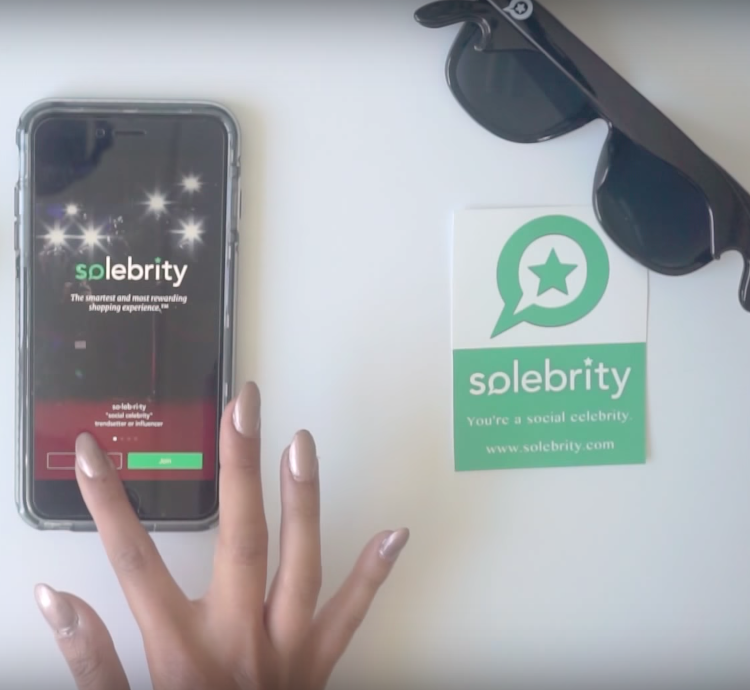 solebrity
The smartest and most rewarding
shopping experience.™
so·leb·ri·ty
"social celebrity"
trendsetter or influencer
Join
solebrity
You're a social celebrity.
www.solebrity.com